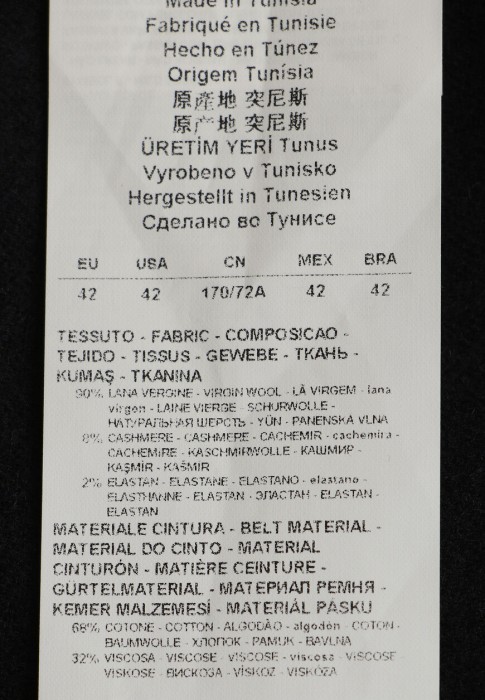 Made in Tunisia
Fabriqué en Tunisie
Hecho en Túnez
Origem Tunísia
原產地 突尼斯
原产地 突尼斯
ÜRETİM YERİ Tunus
Vyrobeno v Tunisko
Hergestellt in Tunesien
Сделано во Тунисе
EU USA CN MEX BRA
42 42 170/72A 42 42
TESSUTO - FABRIC - COMPOSICAO -
TEJIDO - TISSUS - GEWEBE - ТКАНЬ -
KUMAŞ - TKANINA
90% LANA VERGINE - VIRGIN WOOL - LÃ VIRGEM - lana
virgen - LAINE VIERGE - SCHURWOLLE -
НАТУРАЛЬНАЯ ШЕРСТЬ - YÜN - PANENSKA VLNA
8% CASHMERE - CASHMERE - CACHEMIR - cachemira -
CACHEMIRE - KASCHMIRWOLLE - КАШМИР -
KAŞMİR - KAŠMIR
2% ELASTAN - ELASTANE - ELASTANO - elastano -
ELASTHANNE - ELASTAN - ЭЛАСТАН - ELASTAN -
ELASTAN
MATERIALE CINTURA - BELT MATERIAL -
MATERIAL DO CINTO - MATERIAL
CINTURÓN - MATIÈRE CEINTURE -
GÜRTELMATERIAL - МАТЕРИАЛ РЕМНЯ -
KEMER MALZEMESİ - MATERIÁL PÁSKU
68% COTONE - COTTON - ALGODÃO - algodón - COTON -
BAUMWOLLE - ХЛОПОК - PAMUK - BAVLNA
32% VISCOSA - VISCOSE - VISCOSE - viscosa - VISCOSE -
VISKOSE - ВИСКОЗА - VİSKOZ - VISKÓZA